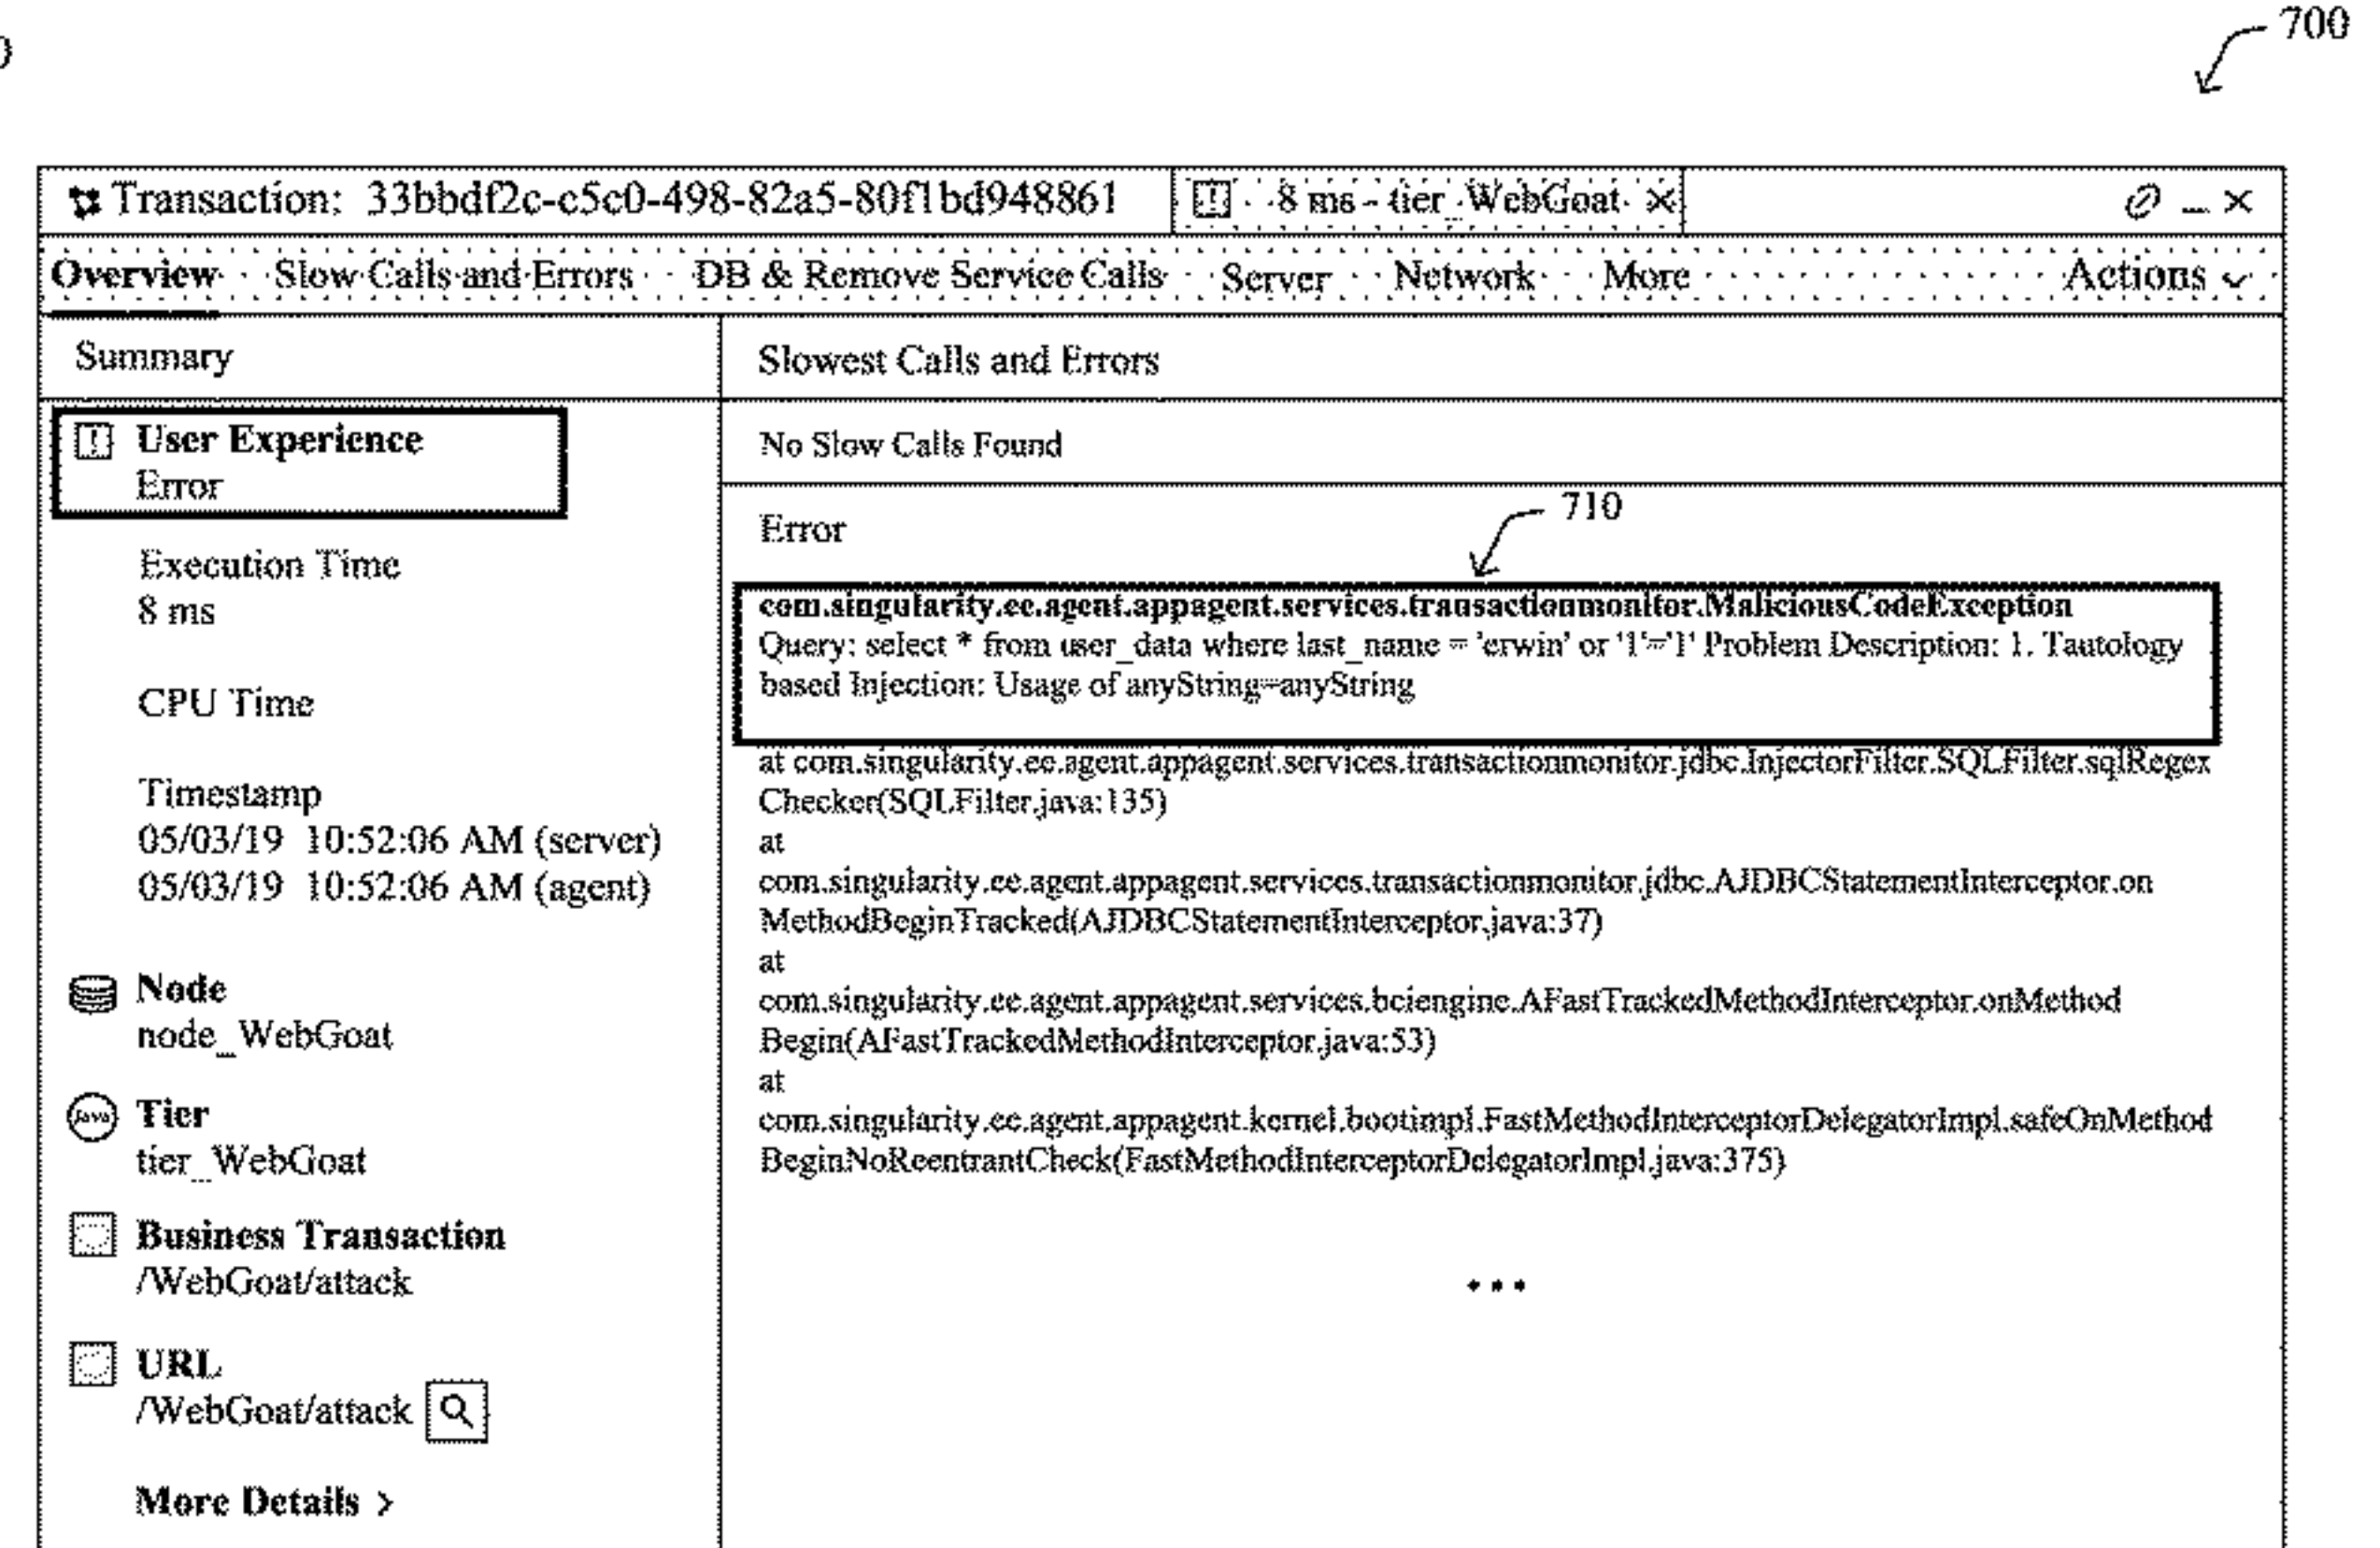 700
Transaction: 33bbdf2c-c5c0-498-82a5-80f1bd948861
8 ms - tier_WebGoat
Overview Slow Calls and Errors DB & Remove Service Calls Server Network More Actions
Summary
User Experience
Error
Execution Time
8 ms
CPU Time
Timestamp
05/03/19 10:52:06 AM (server)
05/03/19 10:52:06 AM (agent)
Node
node_WebGoat
Java
Tier
tier_WebGoat
Business Transaction
/WebGoat/attack
URL
/WebGoat/attack
More Details >
Slowest Calls and Errors
No Slow Calls Found
Error
710
com.singularity.ee.agent.appagent.services.transactionmonitor.MaliciousCodeException
Query: select * from user_data where last_name = 'erwin' or '1'='1' Problem Description: 1. Tautology
based Injection: Usage of anyString=anyString
at com.singularity.ee.agent.appagent.services.transactionmonitor.jdbc.InjectorFilter.SQLFilter.sqlRegex
Checker(SQLFilter.java:135)
at
com.singularity.ee.agent.appagent.services.transactionmonitor.jdbc.AJDBCStatementInterceptor.on
MethodBeginTracked(AJDBCStatementInterceptor.java:37)
at
com.singularity.ee.agent.appagent.services.bciengine.AFastTrackedMethodInterceptor.onMethod
Begin(AFastTrackedMethodInterceptor.java:53)
at
com.singularity.ee.agent.appagent.kernel.bootimpl.FastMethodInterceptorDelegatorImpl.safeOnMethod
BeginNoReentrantCheck(FastMethodInterceptorDelegatorImpl.java:375)
...